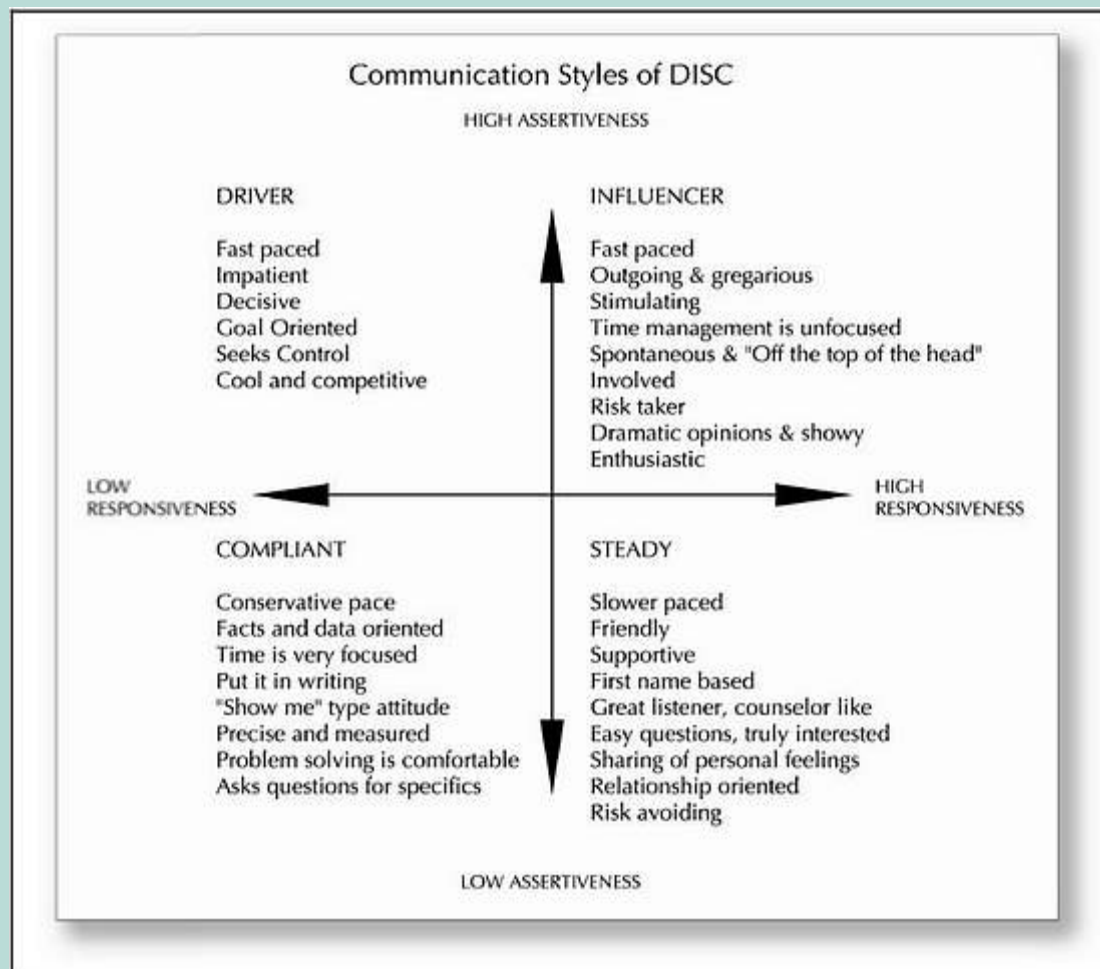 Communication Styles of DISC
HIGH ASSERTIVENESS
DRIVER
Fast paced
Impatient
Decisive
Goal Oriented
Seeks Control
Cool and competitive
INFLUENCER
Fast paced
Outgoing & gregarious
Stimulating
Time management is unfocused
Spontaneous & "Off the top of the head"
Involved
Risk taker
Dramatic opinions & showy
Enthusiastic
LOW
RESPONSIVENESS
HIGH
RESPONSIVENESS
COMPLIANT
Conservative pace
Facts and data oriented
Time is very focused
Put it in writing
"Show me" type attitude
Precise and measured
Problem solving is comfortable
Asks questions for specifics
STEADY
Slower paced
Friendly
Supportive
First name based
Great listener, counselor like
Easy questions, truly interested
Sharing of personal feelings
Relationship oriented
Risk avoiding
LOW ASSERTIVENESS